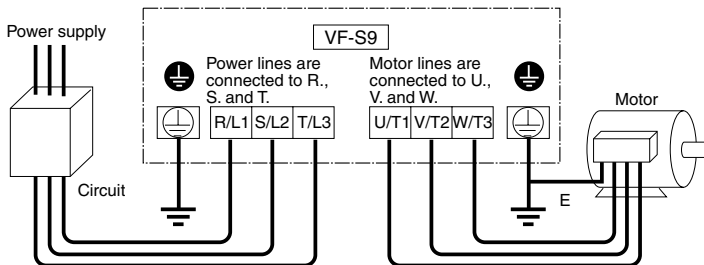 Power supply
VF-S9
Power lines are
connected to R.,
S. and T.
Motor lines are
connected to U.,
V. and W.
Motor
R/L1 S/L2 T/L3
U/T1 V/T2 W/T3
Circuit
E